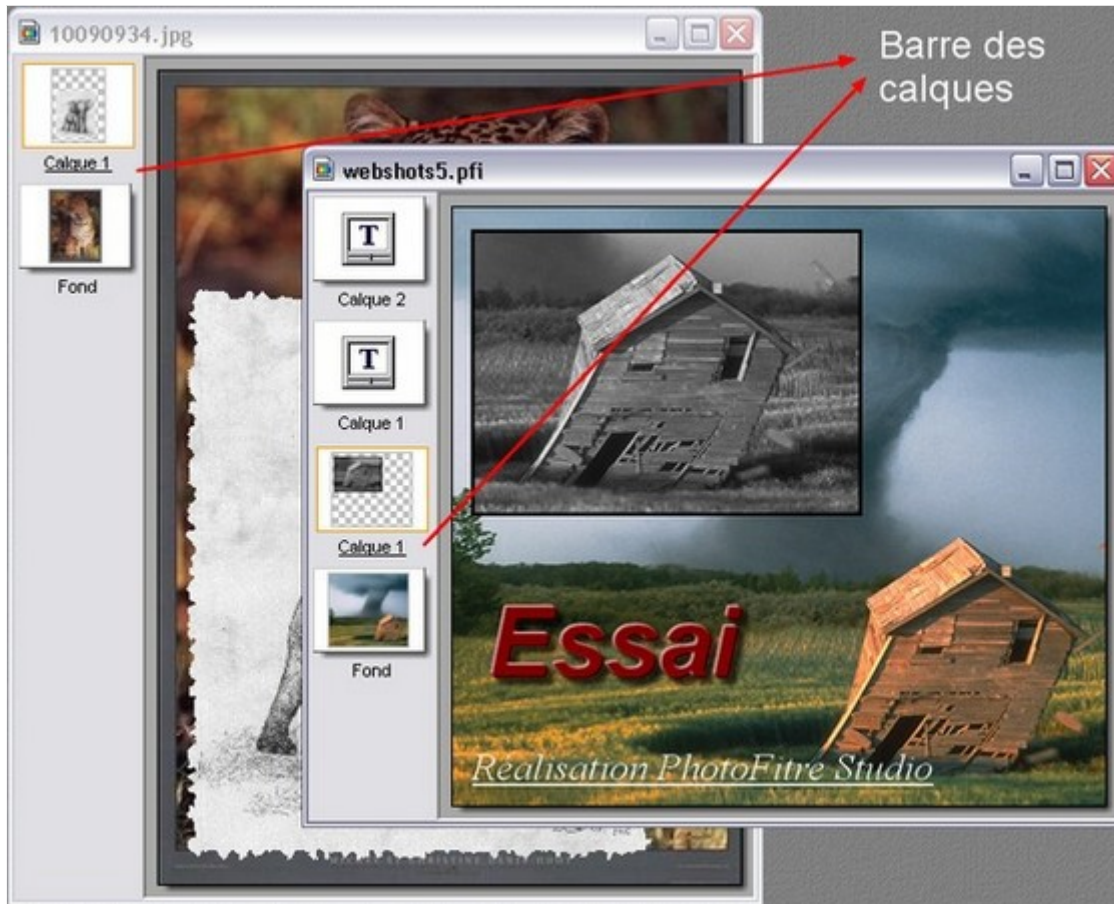 10090934.jpg
Barre des
calques
Calque 1
Fond
webshots5.pfi
T
Calque 2
T
Calque 1
Calque 1
Fond
Essai
Réalisation PhotoFitre Studio